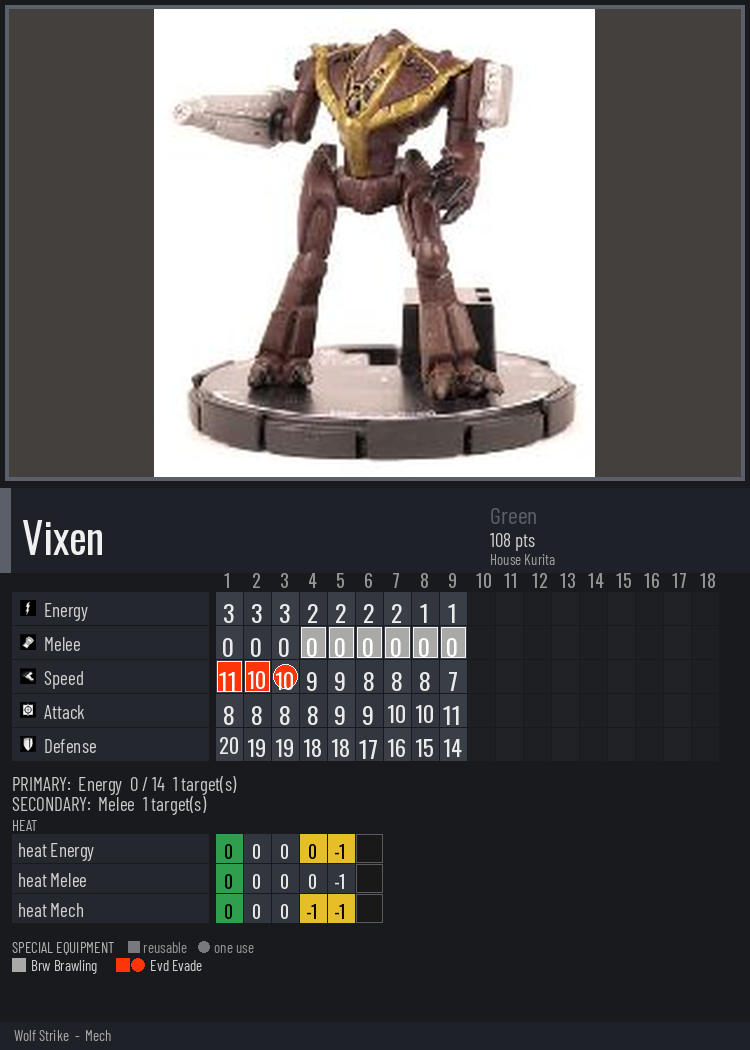 Vixen
Green
108 pts
House Kurita
1 2 3 4 5 6 7 8 9 10 11 12 13 14 15 16 17 18
Energy 3 3 3 2 2 2 2 1 1
Melee 0 0 0 0 0 0 0 0 0
Speed 11 10 10 9 9 8 8 8 7
Attack 8 8 8 8 9 9 10 10 11
Defense 20 19 19 18 18 17 16 15 14
PRIMARY: Energy 0 / 14 1 target(s)
SECONDARY: Melee 1 target(s)
HEAT
heat Energy 0 0 0 0 -1
heat Melee 0 0 0 0 -1
heat Mech 0 0 0 -1 -1
SPECIAL EQUIPMENT reusable one use
Brw Brawling Evd Evade
Wolf Strike - Mech